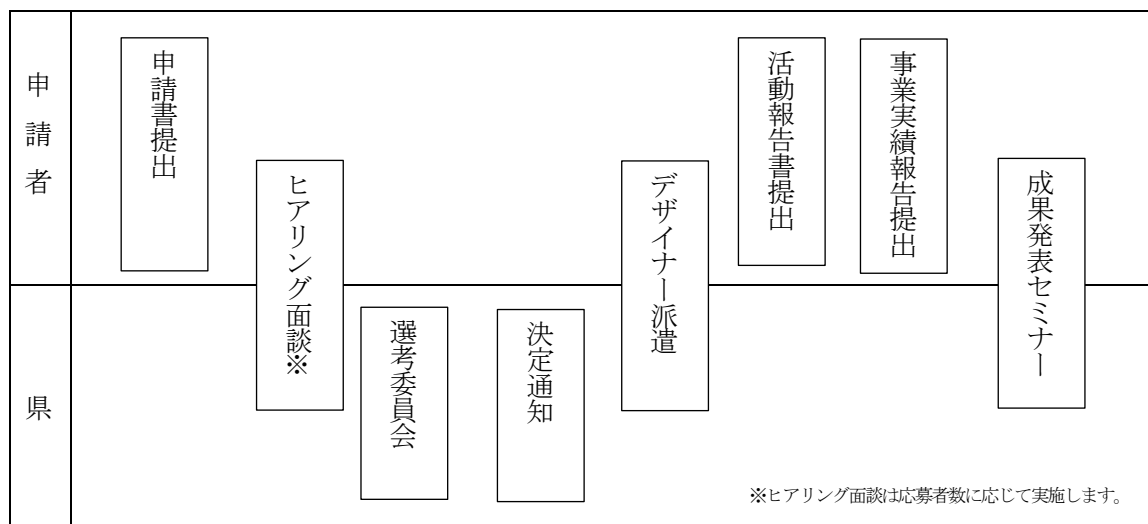 申請者
申請書提出
ヒアリング面談※
選考委員会
決定通知
デザイナー派遣
活動報告書提出
事業実績報告提出
成果発表セミナー
県
※ヒアリング面談は応募者数に応じて実施します。